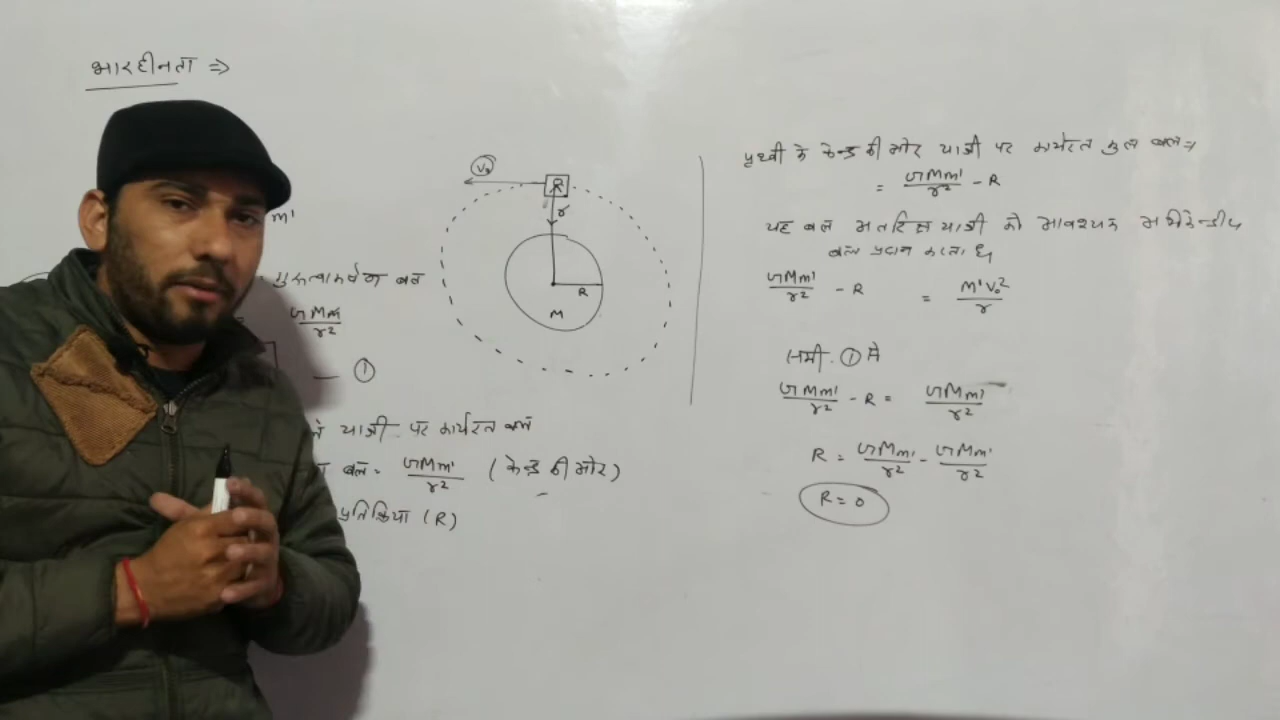 भारहीनता ⇒
m'
गुरुत्वाकर्षण बल
GMm
r²
— ①
यात्री पर कार्यरत बल
बल = GMm'/r² (केन्द्र की ओर)
प्रतिक्रिया (R)
V₀
R
r
R
M
पृथ्वी के केन्द्र की ओर यात्री पर कार्यरत कुल बल =
= GMm'/r² - R
यह बल अंतरिक्ष यात्री को आवश्यक अभिकेन्द्रीय
बल प्रदान करता है
GMm'/r² - R = m'V₀²/r
समी. ① से
GMm'/r² - R = GMm'/r²
R = GMm'/r² - GMm'/r²
R = 0